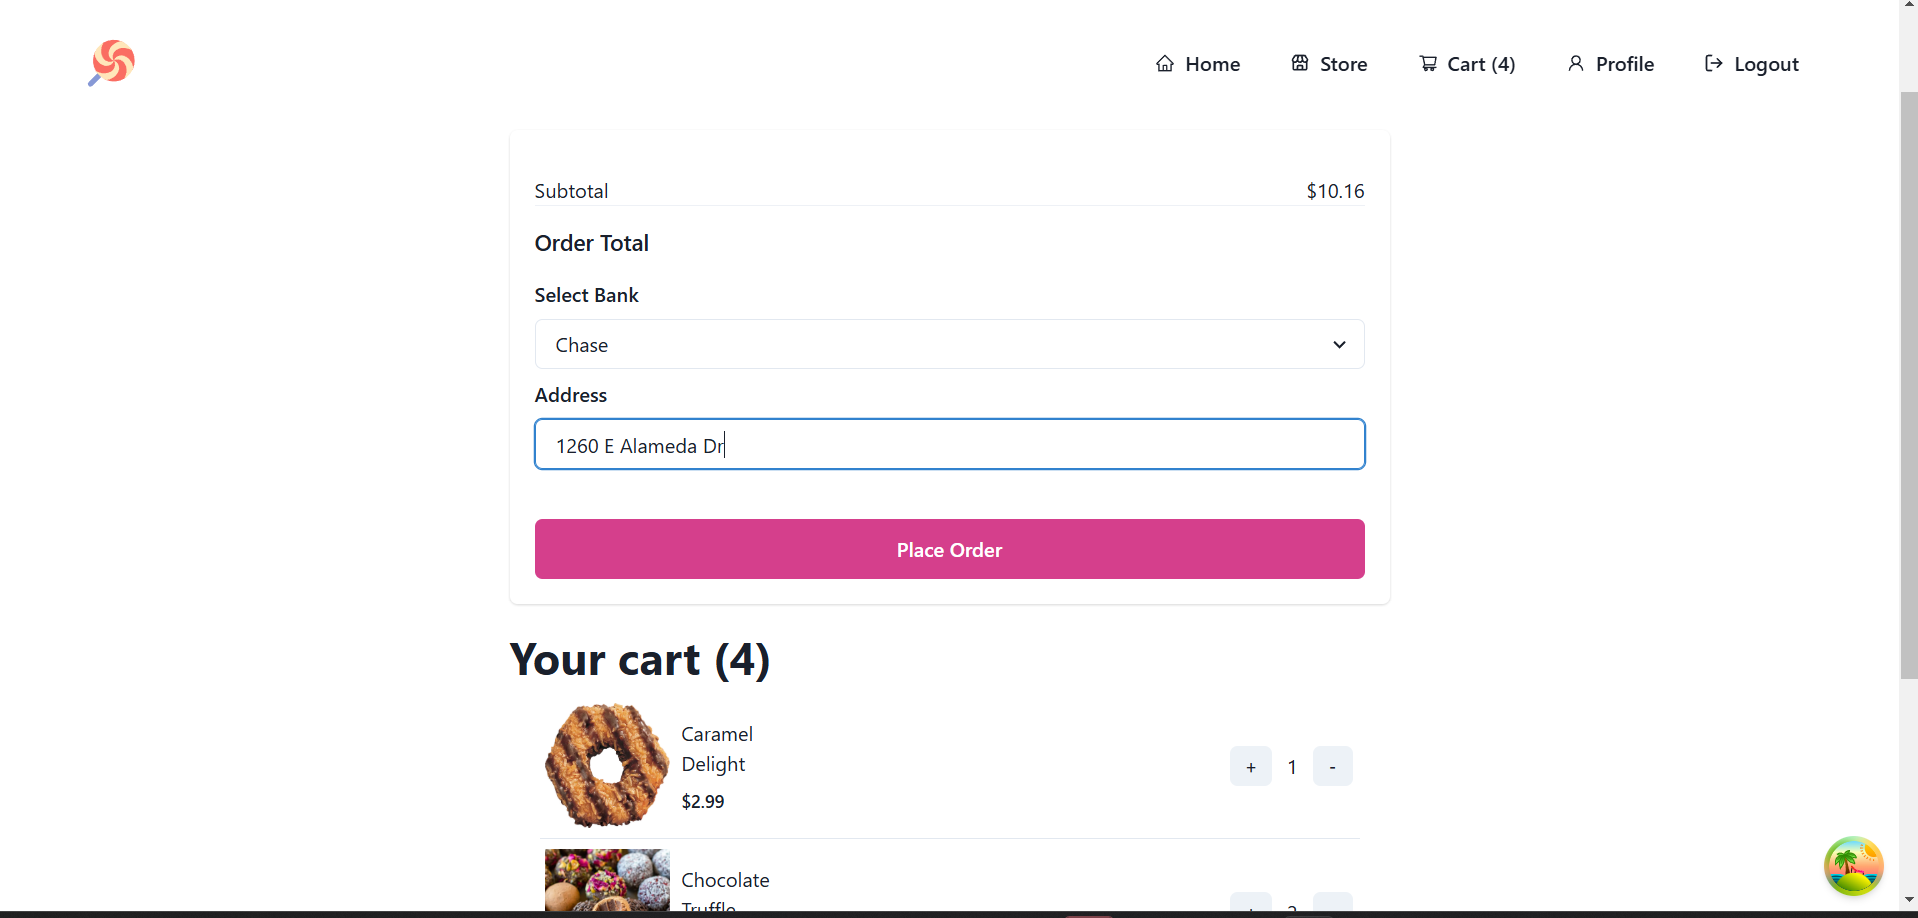 Home
Store
Cart (4)
Profile
Logout
Subtotal
$10.16
Order Total
Select Bank
Chase
Address
1260 E Alameda Dr
Place Order
Your cart (4)
Caramel
Delight
$2.99
+
1
-
Chocolate
Truffle